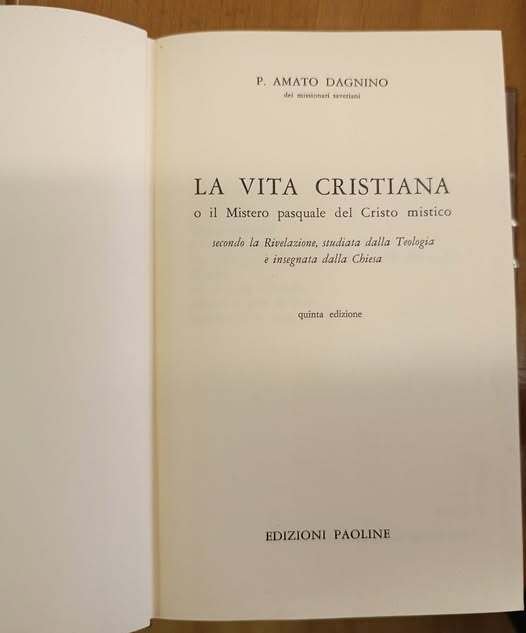 P. AMATO DAGNINO
dei missionari saveriani
LA VITA CRISTIANA
o il Mistero pasquale del Cristo mistico
secondo la Rivelazione, studiata dalla Teologia
e insegnata dalla Chiesa
quinta edizione
EDIZIONI PAOLINE